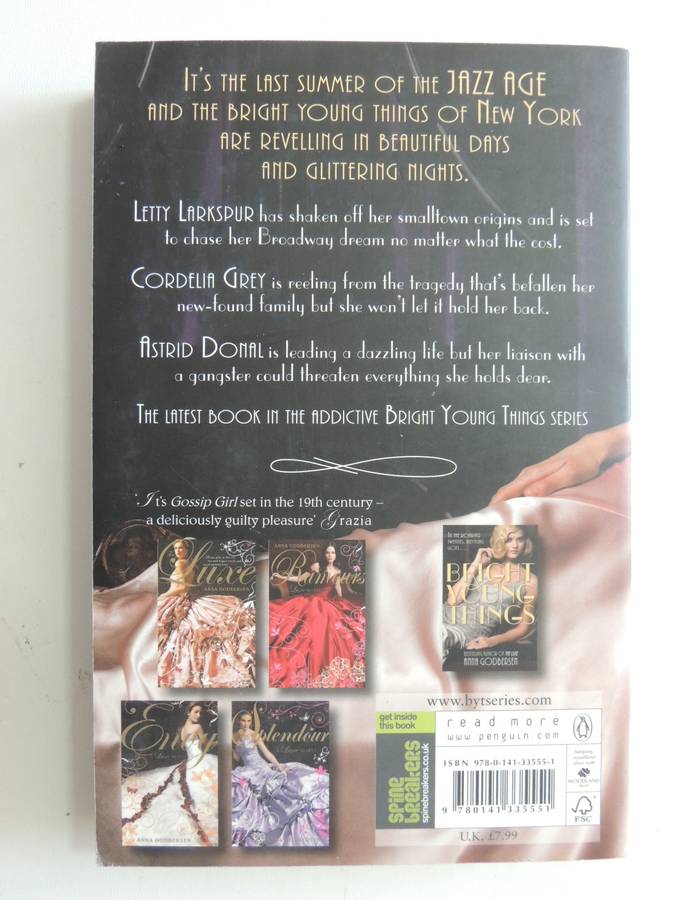 It's the last summer of the JAZZ AGE
and the bright young things of New York
are revelling in beautiful days
and glittering nights.
Letty Larkspur has shaken off her smalltown origins and is set
to chase her Broadway dream no matter what the cost.
Cordelia Grey is reeling from the tragedy that's befallen her
new-found family but she won't let it hold her back.
Astrid Donal is leading a dazzling life but her liaison with
a gangster could threaten everything she holds dear.
The latest book in the addictive Bright Young Things series
'It's Gossip Girl set in the 19th century –
a deliciously guilty pleasure' Grazia
Luxe
ANNA GODBERSEN
ANNA GODBERSEN
Rumours
BRIGHT
YOUNG
THINGS
BESTSELLING AUTHOR OF THE LUXE
ANNA GODBERSEN
Envy
ANNA GODBERSEN
Splendour
www.bytseries.com
get inside
this book
spine
breakers
spinebreakers.co.uk
read more
www.penguin.com
ISBN 978-0-141-33555-1
9 780141 335551
WOODLAND
FSC
U.K. £7.99